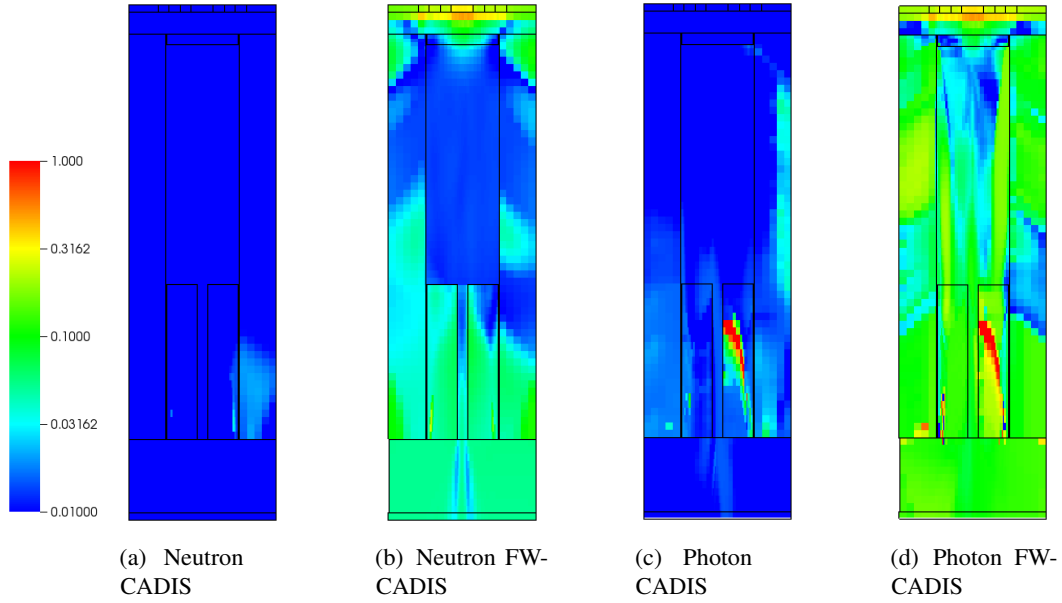 1.000
0.3162
0.1000
0.03162
0.01000
(a) Neutron
CADIS
(b) Neutron FW-
CADIS
(c) Photon
CADIS
(d) Photon FW-
CADIS